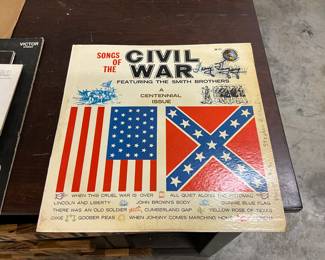 VICTOR
SONGS
OF THE
CIVIL
WAR
FEATURING THE SMITH BROTHERS
A
CENTENNIAL
ISSUE
WHEN THIS CRUEL WAR IS OVER ALL QUIET ALONG THE POTOMAC
LINCOLN AND LIBERTY JOHN BROWN'S BODY BONNIE BLUE FLAG
THERE WAS AN OLD SOLDIER CUMBERLAND GAP YELLOW ROSE OF TEXAS
DIXIE GOOBER PEAS WHEN JOHNNY COMES MARCHING HOME